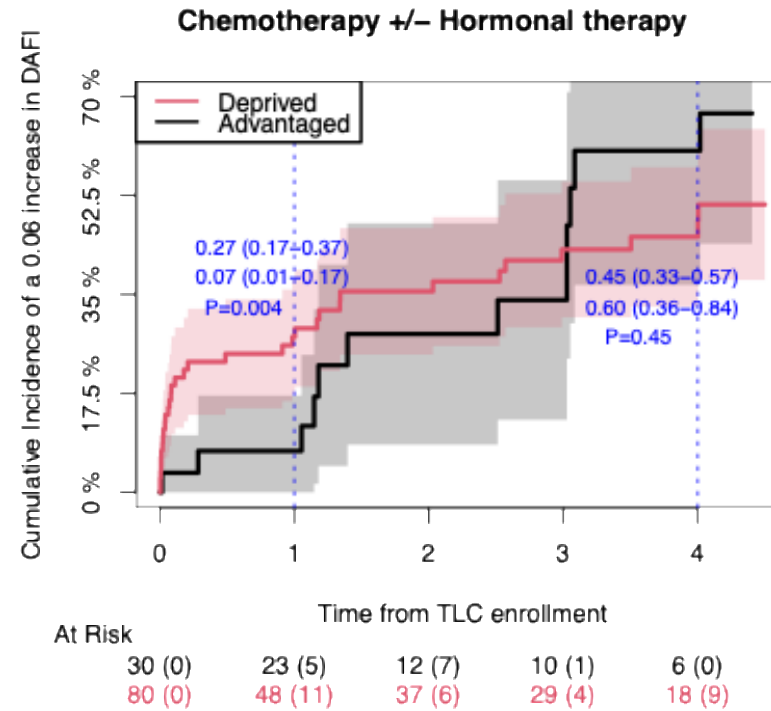 Chemotherapy +/− Hormonal therapy
Cumulative Incidence of a 0.06 increase in DAFI
70 %
52.5 %
35 %
17.5 %
0 %
Deprived
Advantaged
0.27 (0.17−0.37)
0.07 (0.01−0.17)
P=0.004
0.45 (0.33−0.57)
0.60 (0.36−0.84)
P=0.45
0 1 2 3 4
Time from TLC enrollment
At Risk
30 (0) 23 (5) 12 (7) 10 (1) 6 (0)
80 (0) 48 (11) 37 (6) 29 (4) 18 (9)